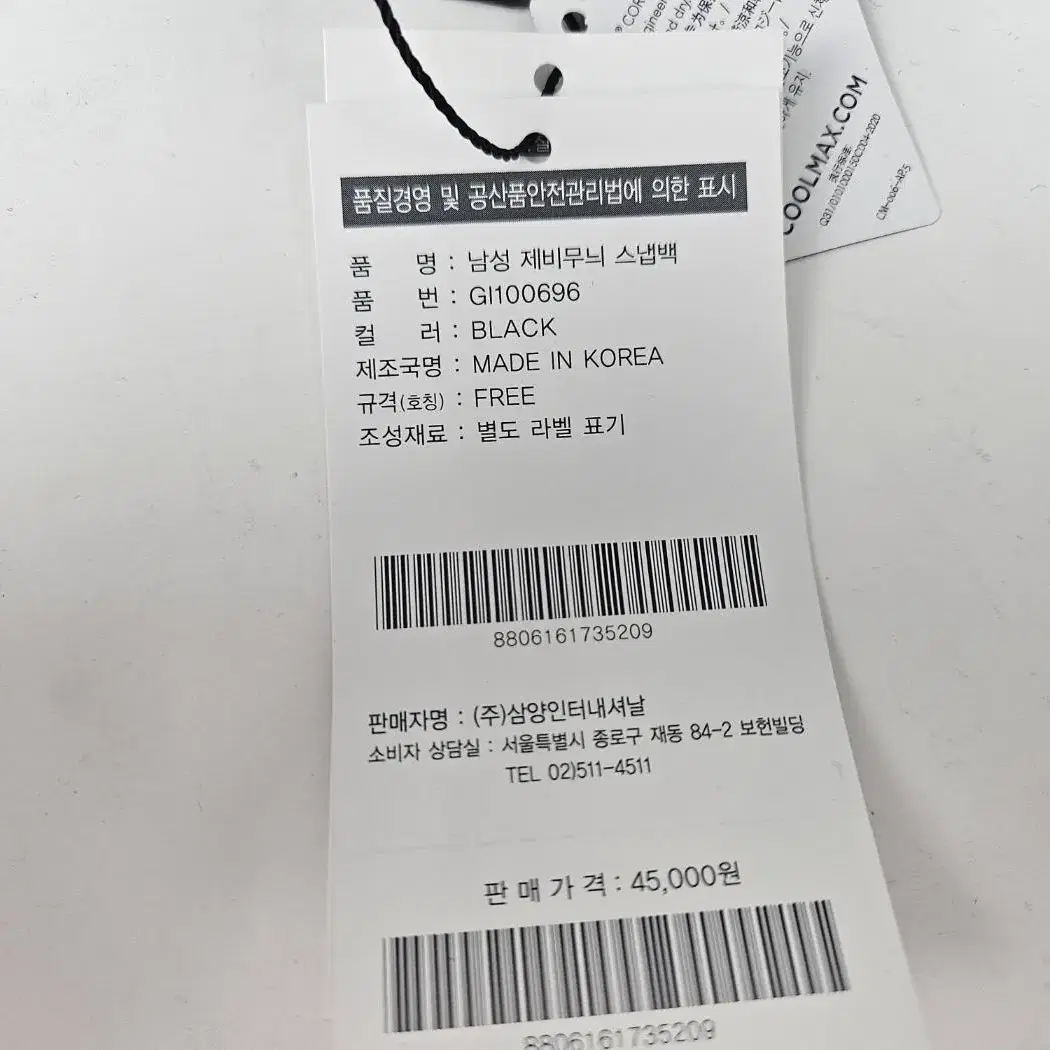 품질경영 및 공산품안전관리법에 의한 표시
품 명 : 남성 제비무늬 스냅백
품 번 : GI100696
컬 러 : BLACK
제조국명 : MADE IN KOREA
규격(호칭) : FREE
조성재료 : 별도 라벨 표기
8806161735209
판매자명 : (주)삼양인터내셔날
소비자 상담실 : 서울특별시 종로구 재동 84-2 보헌빌딩
TEL 02)511-4511
판 매 가 격 : 45,000원
8806161735209
COOLMAX.COM